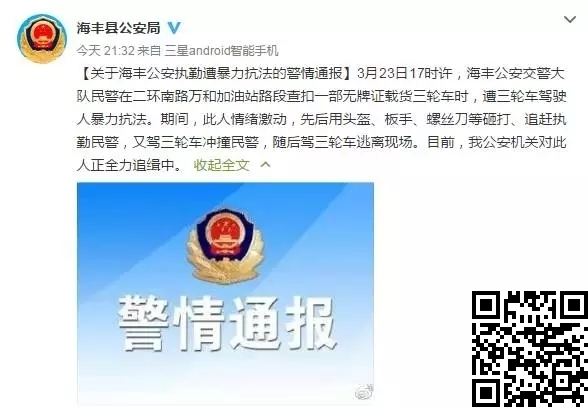 海丰县公安局
今天 21:32 来自 三星android智能手机
【关于海丰公安执勤遭暴力抗法的警情通报】3月23日17时许，海丰公安交警大
队民警在二环南路万和加油站路段查扣一部无牌证载货三轮车时，遭三轮车驾驶
人暴力抗法。期间，此人情绪激动，先后用头盔、板手、螺丝刀等砸打、追赶执
勤民警，又驾三轮车冲撞民警，随后驾三轮车逃离现场。目前，我公安机关对此
人正全力追缉中。 收起全文
警情通报